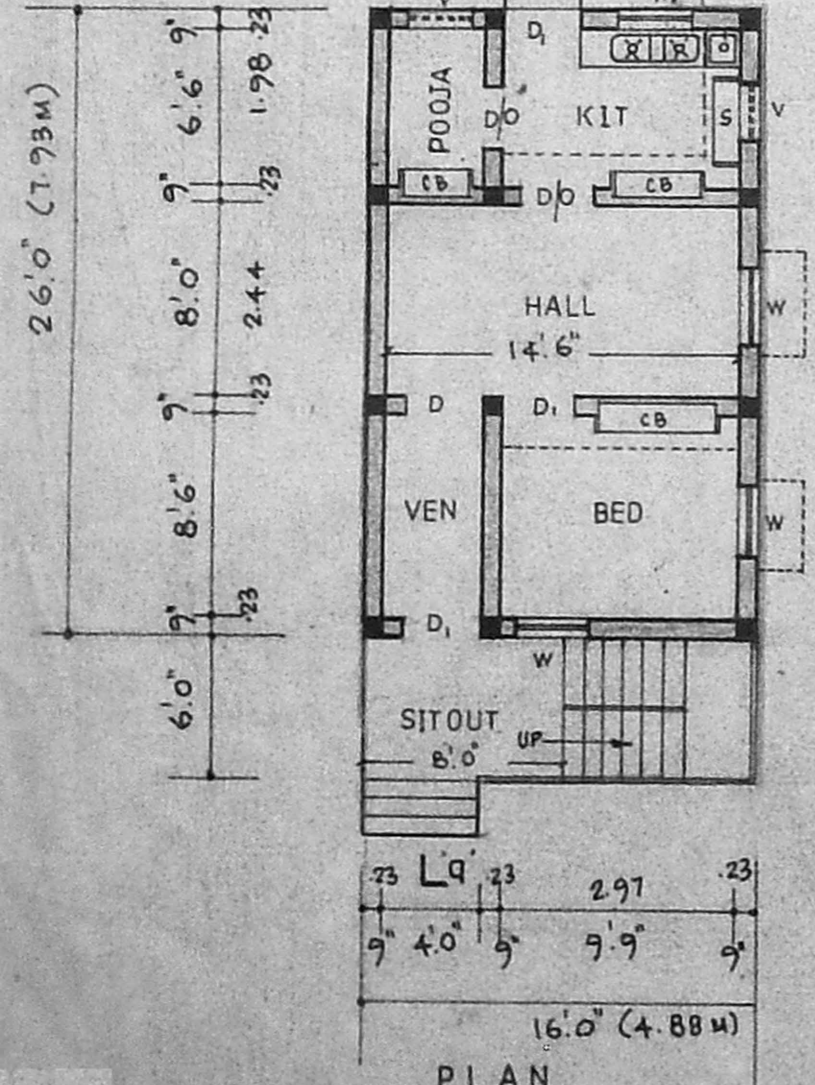 D₁
9" .23
POOJA
D/O
KIT
S
V
6'6" 1.98
CB
D/O
CB
9" .23
26'0" (7.93M)
8'0" 2.44
HALL
W
14'6"
9" .23
D
D₁
CB
8'6"
VEN
BED
W
9" .23
D₁
W
6'0"
SITOUT
UP
8'0"
.23 .23 2.97 .23
9" 4'0" 9" 9'9" 9"
16'0" (4.88M)
PLAN